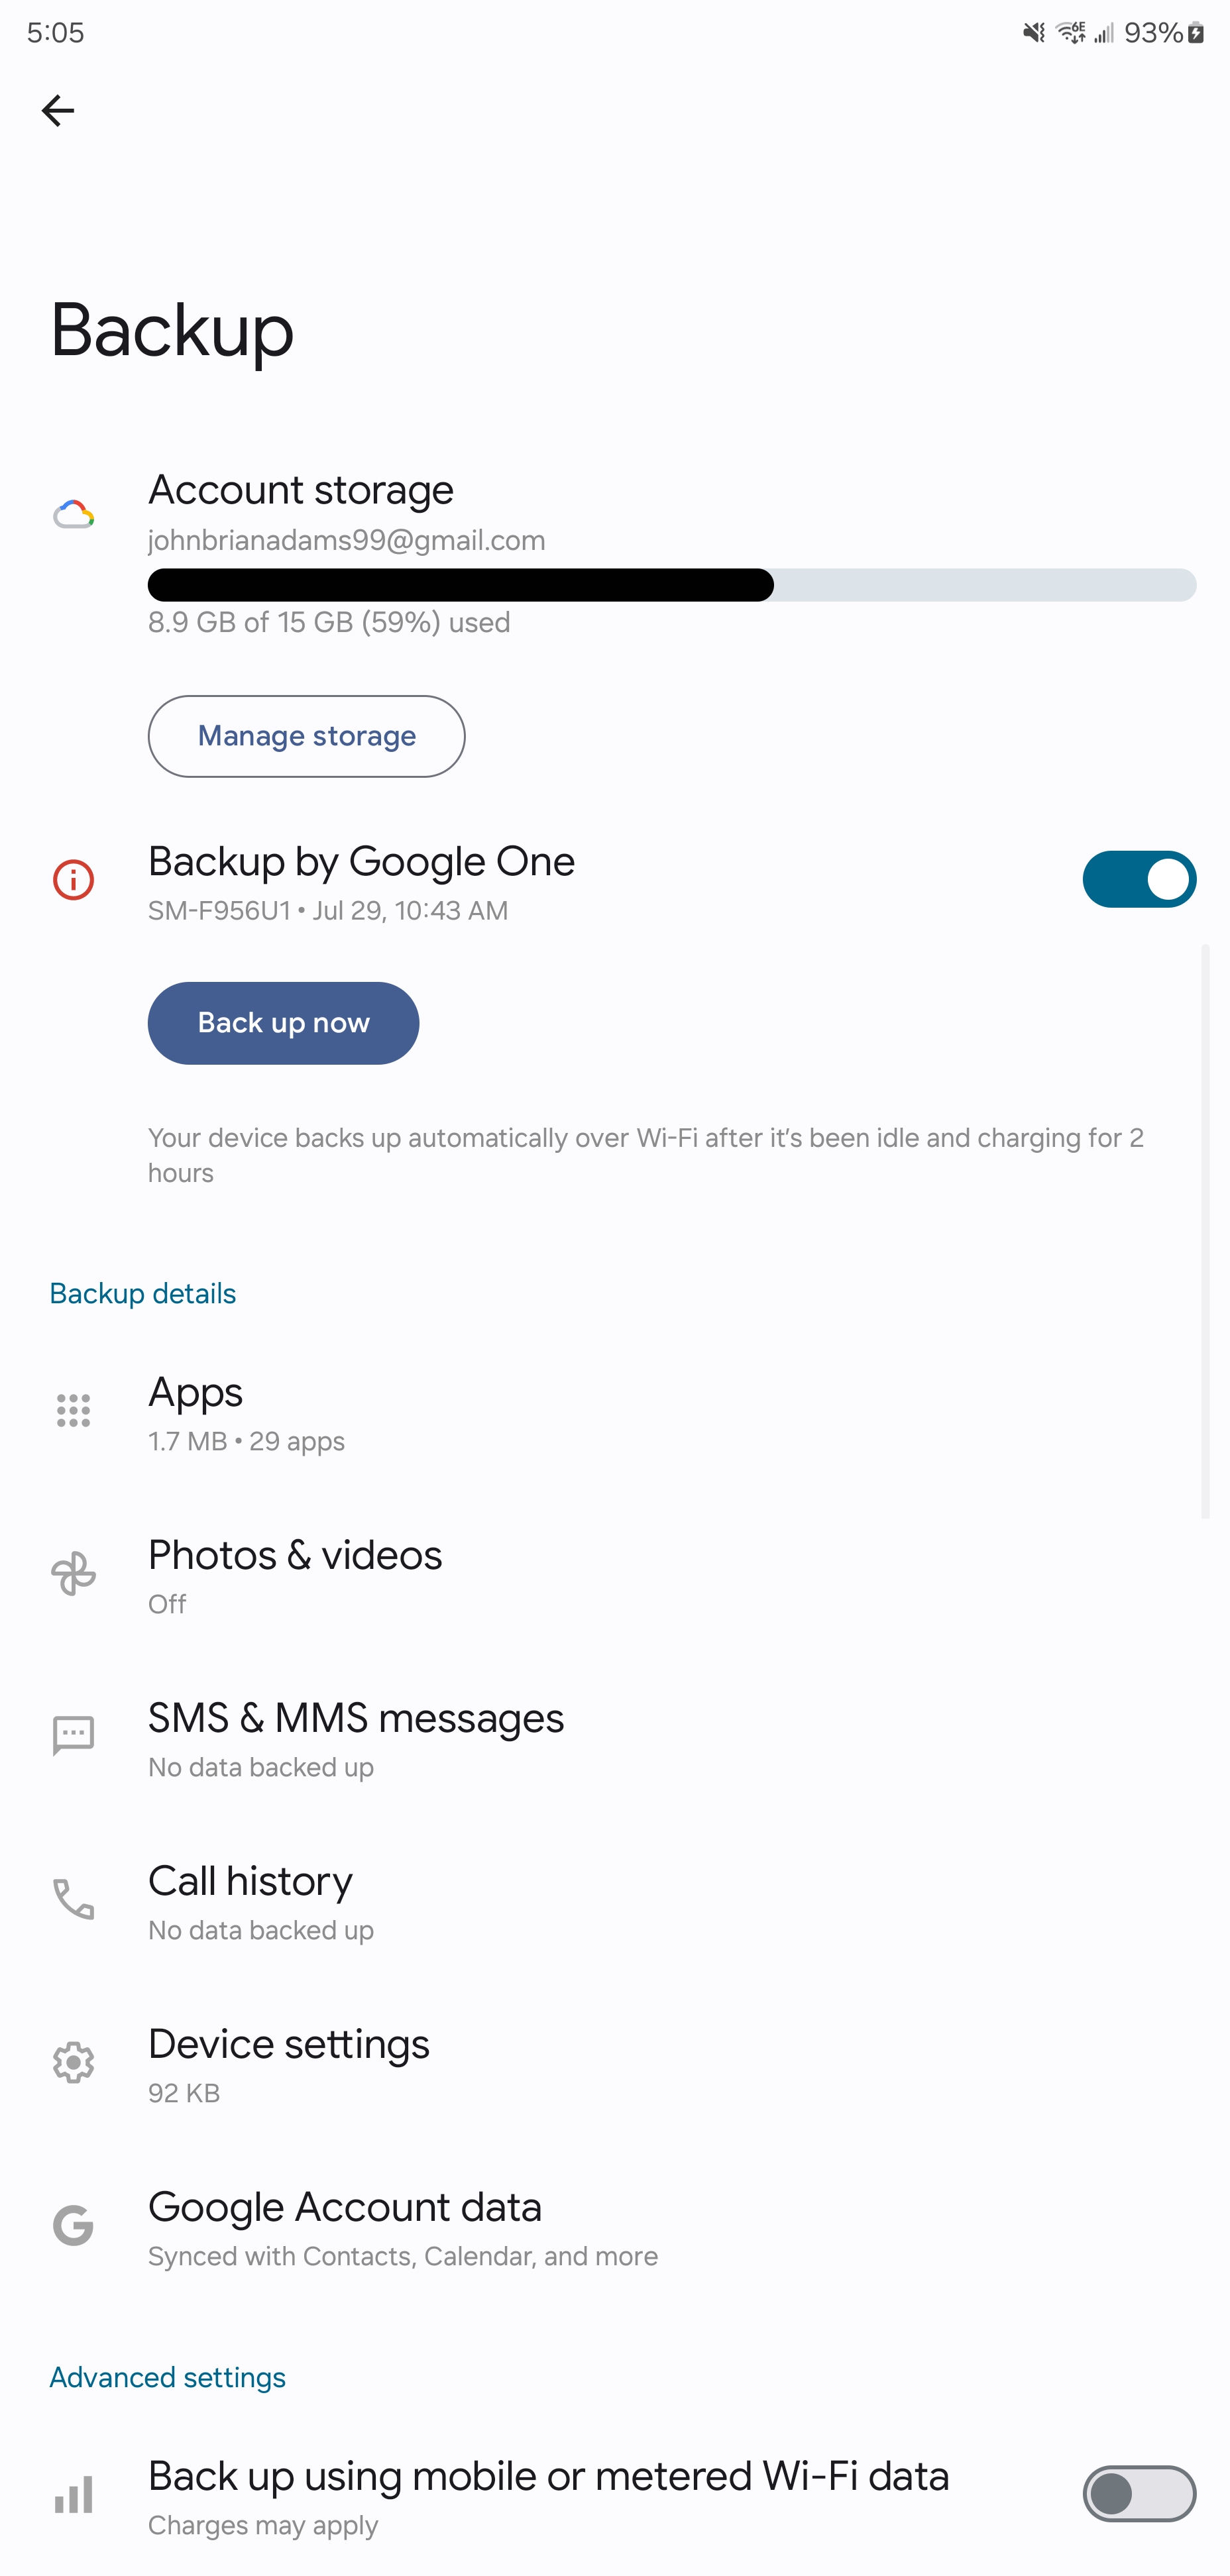 5:05
6E 93%
Backup
Account storage
johnbrianadams99@gmail.com
8.9 GB of 15 GB (59%) used
Manage storage
Backup by Google One
SM-F956U1 • Jul 29, 10:43 AM
Back up now
Your device backs up automatically over Wi-Fi after it’s been idle and charging for 2
hours
Backup details
Apps
1.7 MB • 29 apps
Photos & videos
Off
SMS & MMS messages
No data backed up
Call history
No data backed up
Device settings
92 KB
Google Account data
Synced with Contacts, Calendar, and more
Advanced settings
Back up using mobile or metered Wi-Fi data
Charges may apply